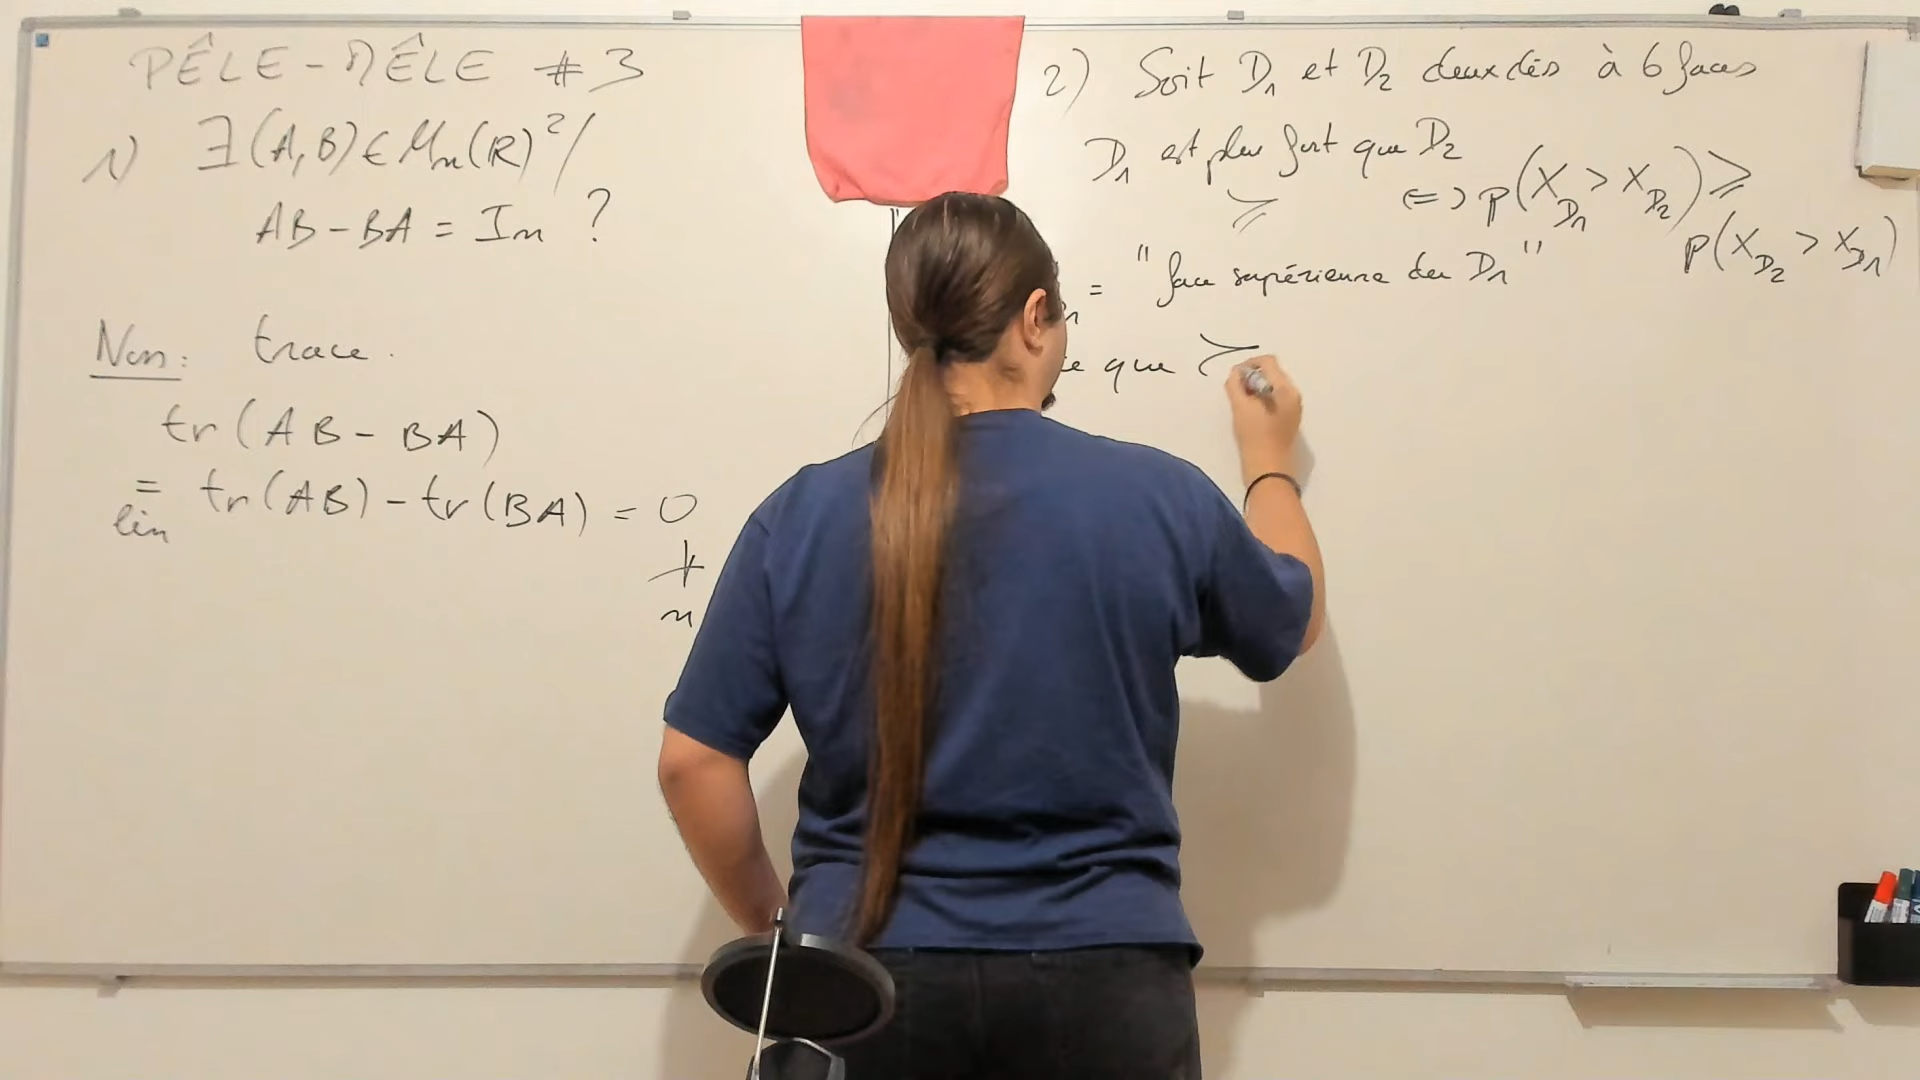 PÊLE-MÊLE #3
1) ∃(A,B)∈Mn(R)²/
AB-BA = In ?
Non: trace.
tr(AB-BA)
= tr(AB)-tr(BA) = 0
lin
≠
n
2) Soit D₁ et D₂ deux dés à 6 faces
D₁ est plus fort que D₂
≽ ⇔ P(X_D₁ > X_D₂) ≥
P(X_D₂ > X_D₁)
₁ = "face supérieure de D₁"
que ≻